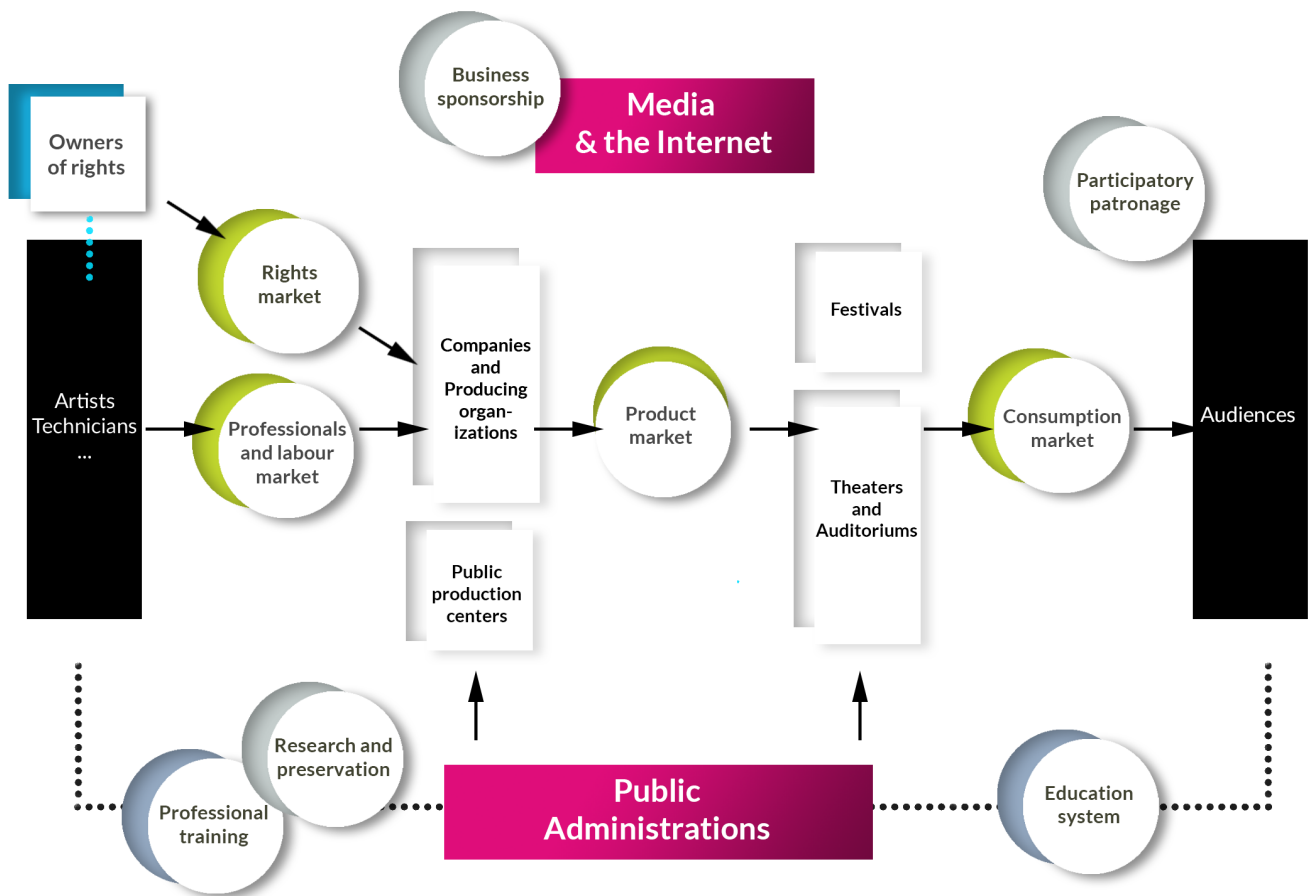 Business
sponsorship
Media
& the Internet
Owners
of rights
Participatory
patronage
Rights
market
Festivals
Companies
and
Producing
organ-
izations
Artists
Technicians
...
Professionals
and labour
market
Product
market
Consumption
market
Audiences
Theaters
and
Auditoriums
Public
production
centers
Research and
preservation
Professional
training
Public
Administrations
Education
system